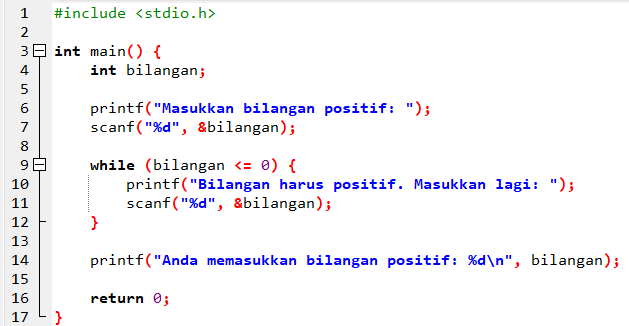 1 #include <stdio.h>
2
3 int main() {
4     int bilangan;
5
6     printf("Masukkan bilangan positif: ");
7     scanf("%d", &bilangan);
8
9     while (bilangan <= 0) {
10         printf("Bilangan harus positif. Masukkan lagi: ");
11         scanf("%d", &bilangan);
12     }
13
14     printf("Anda memasukkan bilangan positif: %d\n", bilangan);
15
16     return 0;
17 }